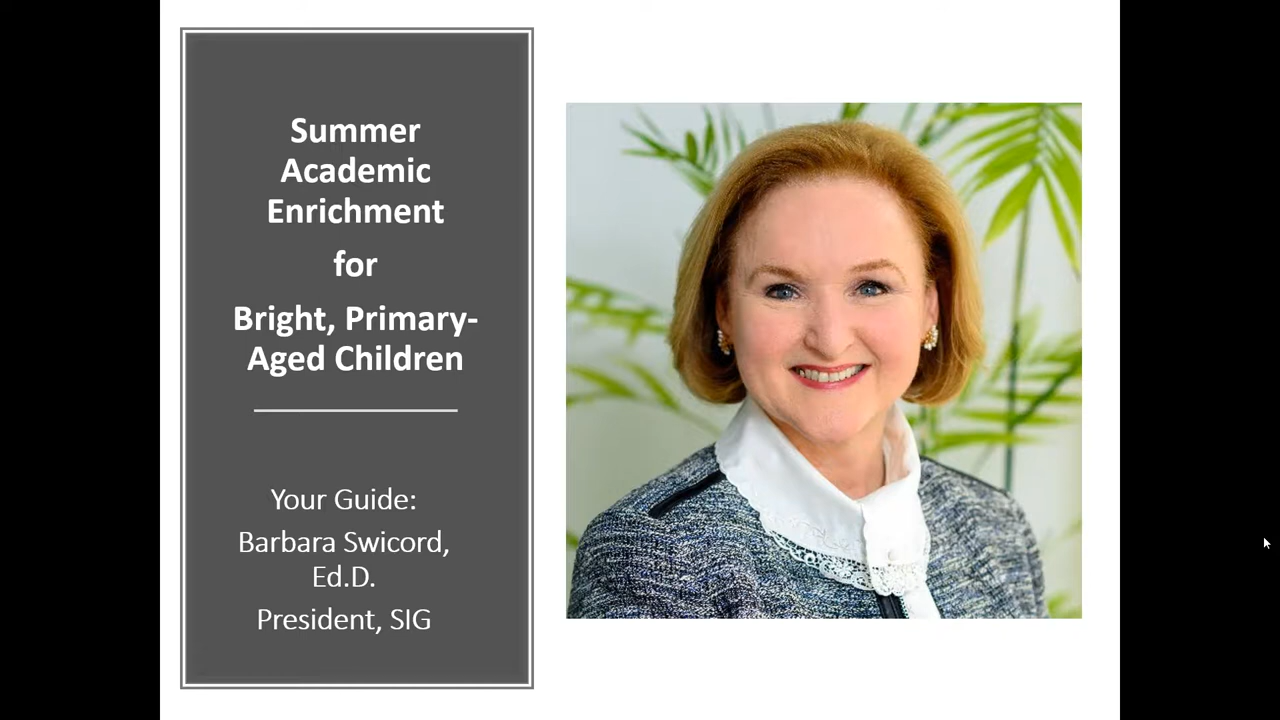 Summer
Academic
Enrichment
for
Bright, Primary-
Aged Children
Your Guide:
Barbara Swicord,
Ed.D.
President, SIG